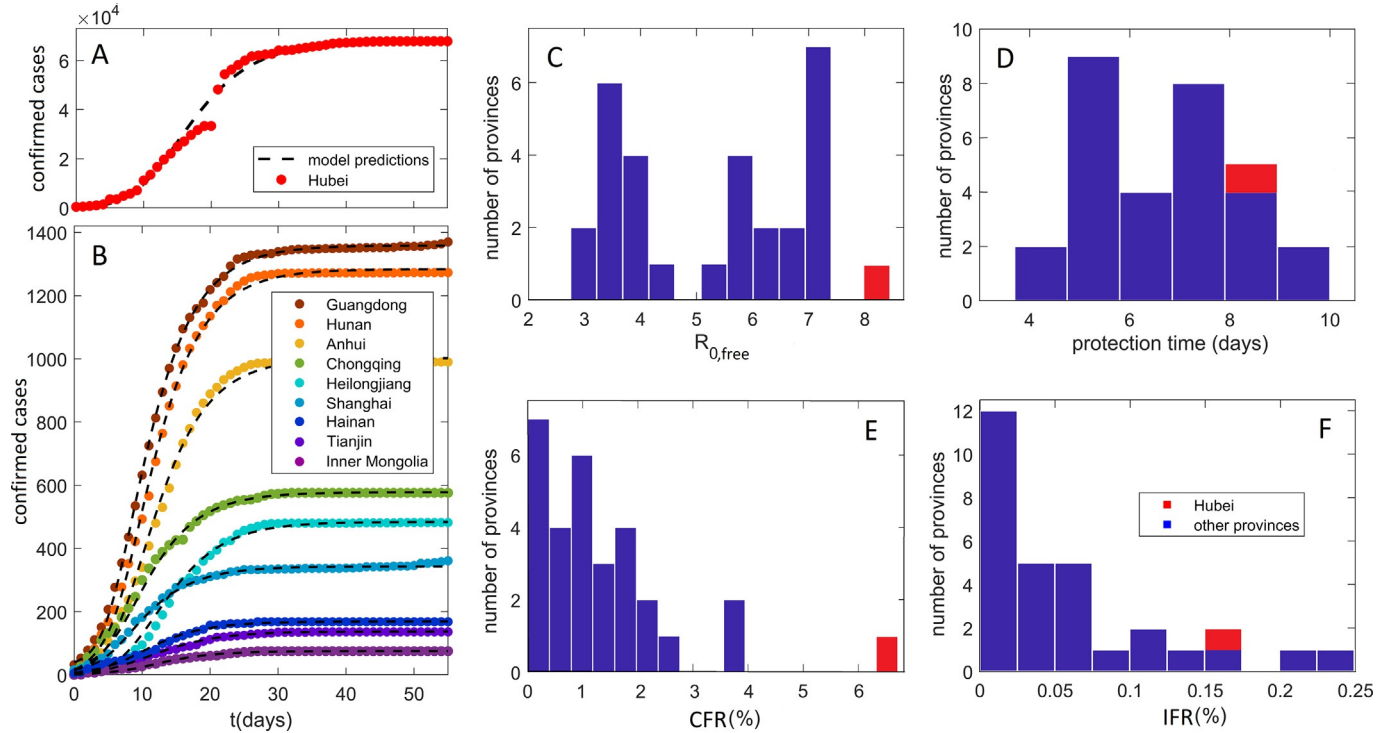 ×10⁴
A
6
4
2
0
confirmed cases
model predictions
Hubei
B
1400
1200
1000
800
600
400
200
0
confirmed cases
Guangdong
Hunan
Anhui
Chongqing
Heilongjiang
Shanghai
Hainan
Tianjin
Inner Mongolia
0 10 20 30 40 50
t(days)
C
6
4
2
0
number of provinces
2 3 4 5 6 7 8
R0,free
D
10
8
6
4
2
0
number of provinces
4 6 8 10
protection time (days)
E
6
4
2
0
number of provinces
0 1 2 3 4 5 6
CFR(%)
F
12
10
8
6
4
2
0
number of provinces
Hubei
other provinces
0 0.05 0.1 0.15 0.2 0.25
IFR(%)